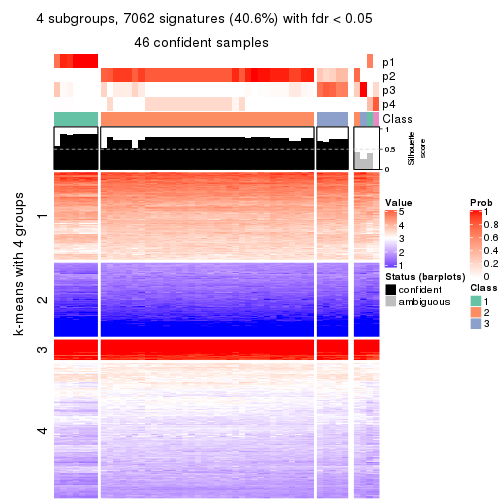 4 subgroups, 7062 signatures (40.6%) with fdr < 0.05
46 confident samples
p1
p2
p3
p4
Class
1
0.5
0
Silhouette
score
k-means with 4 groups
1
2
3
4
Value
5
4
3
2
1
Status (barplots)
confident
ambiguous
Prob
1
0.8
0.6
0.4
0.2
0
Class
1
2
3